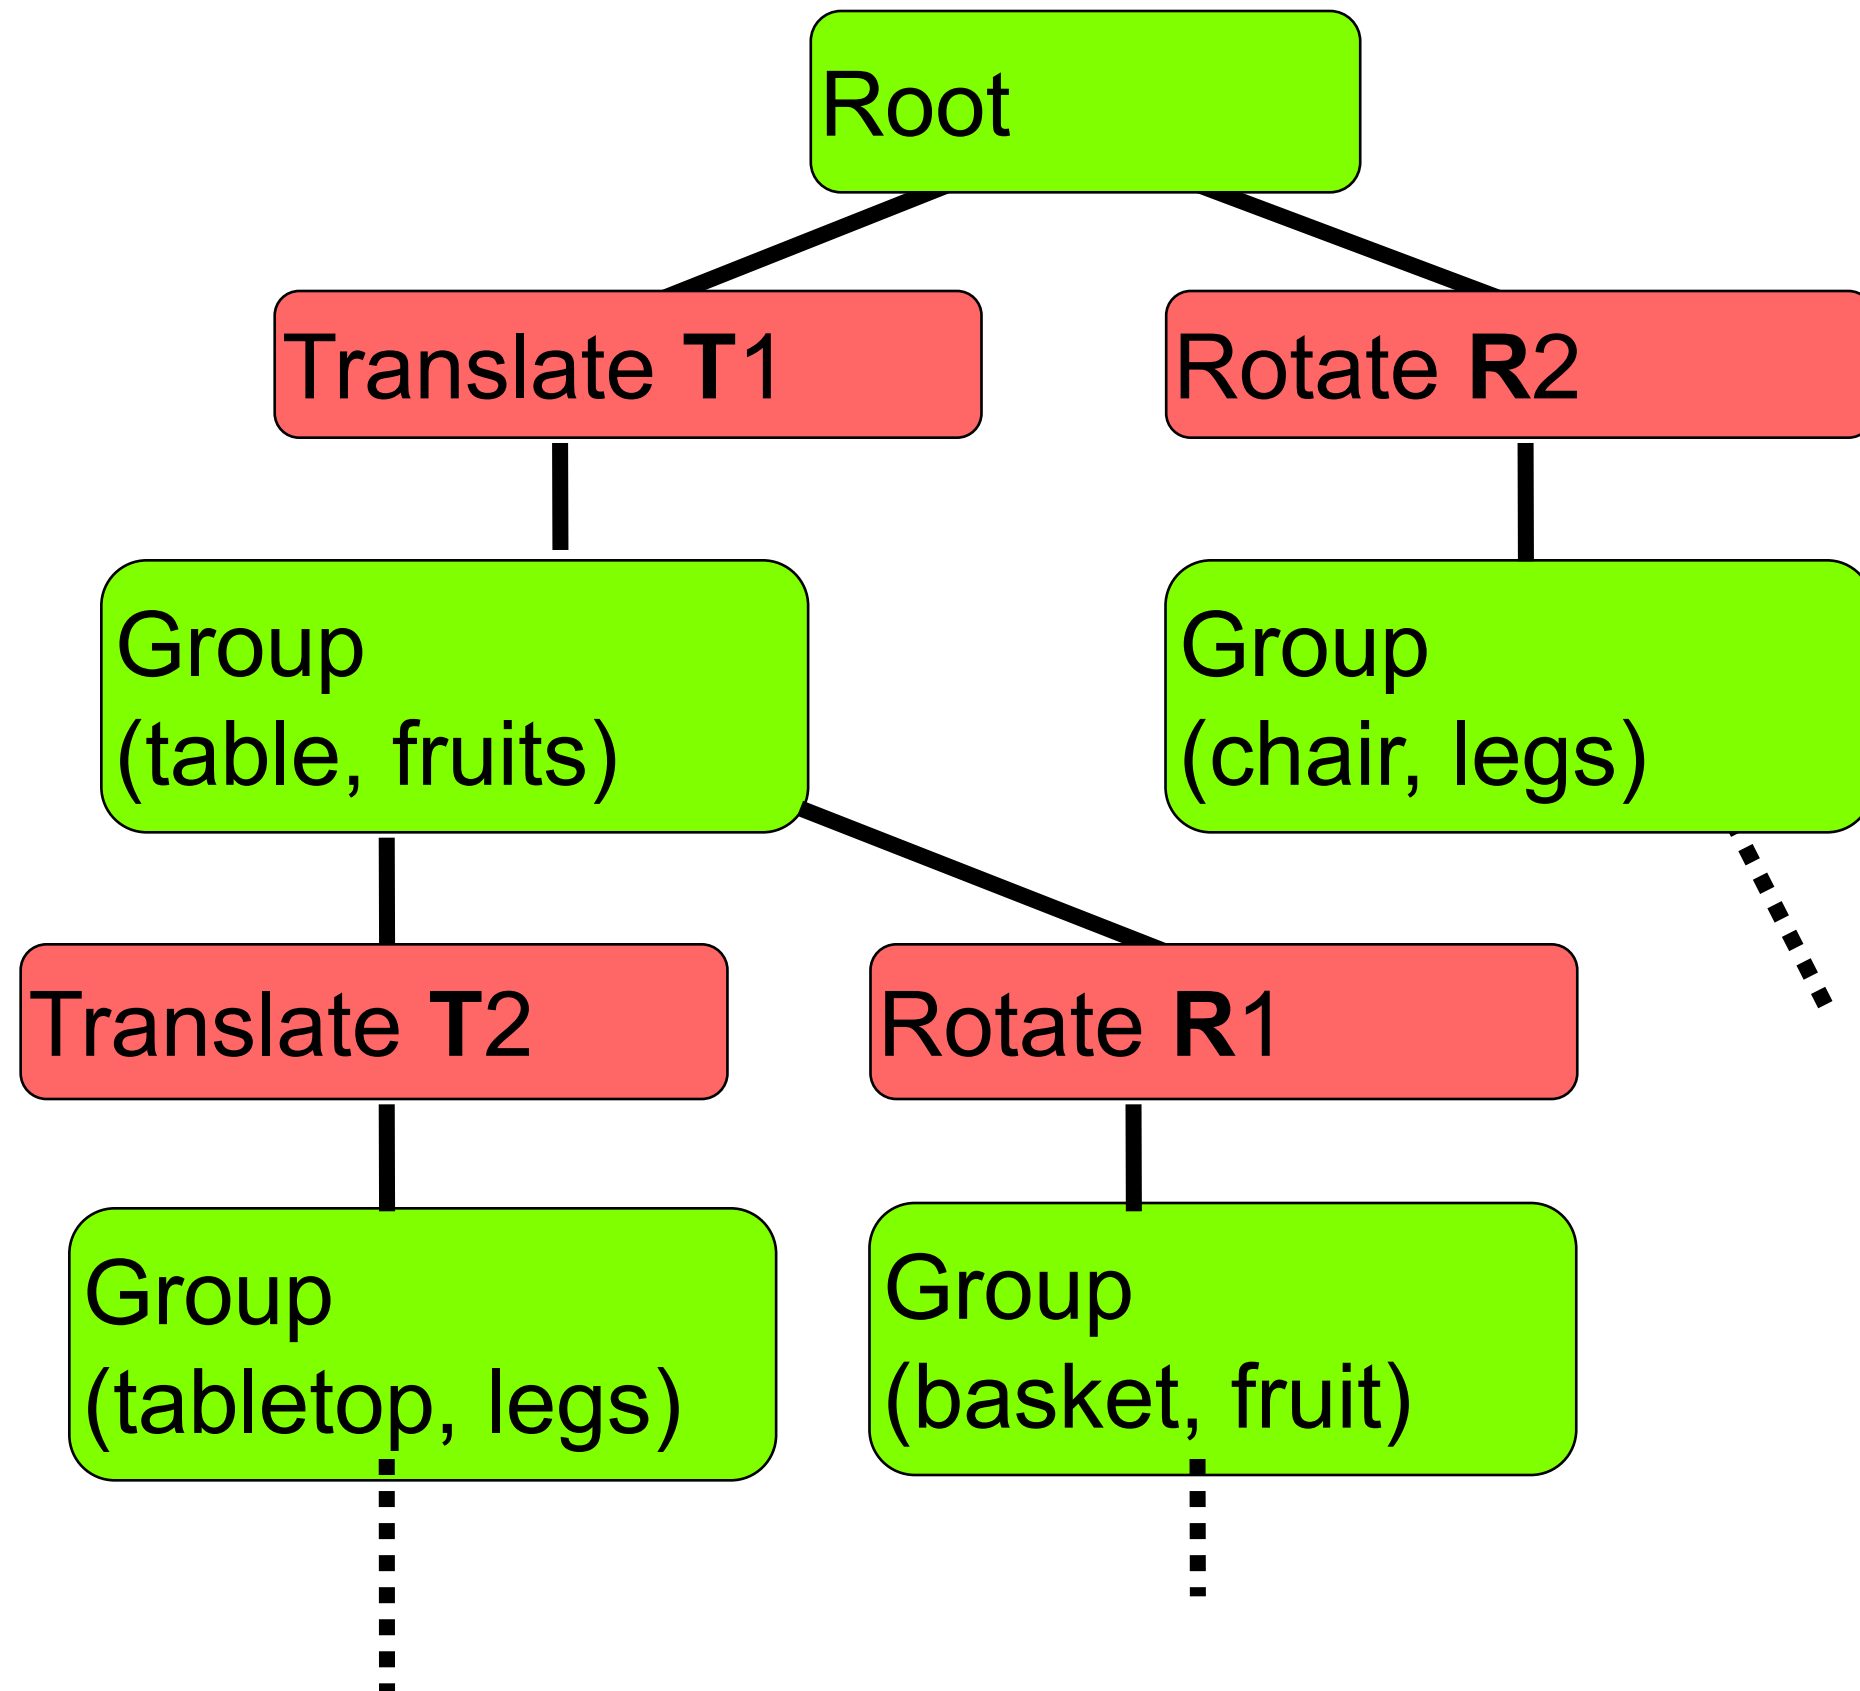 Root
Translate T1
Rotate R2
Group
(table, fruits)
Group
(chair, legs)
Translate T2
Rotate R1
Group
(tabletop, legs)
Group
(basket, fruit)